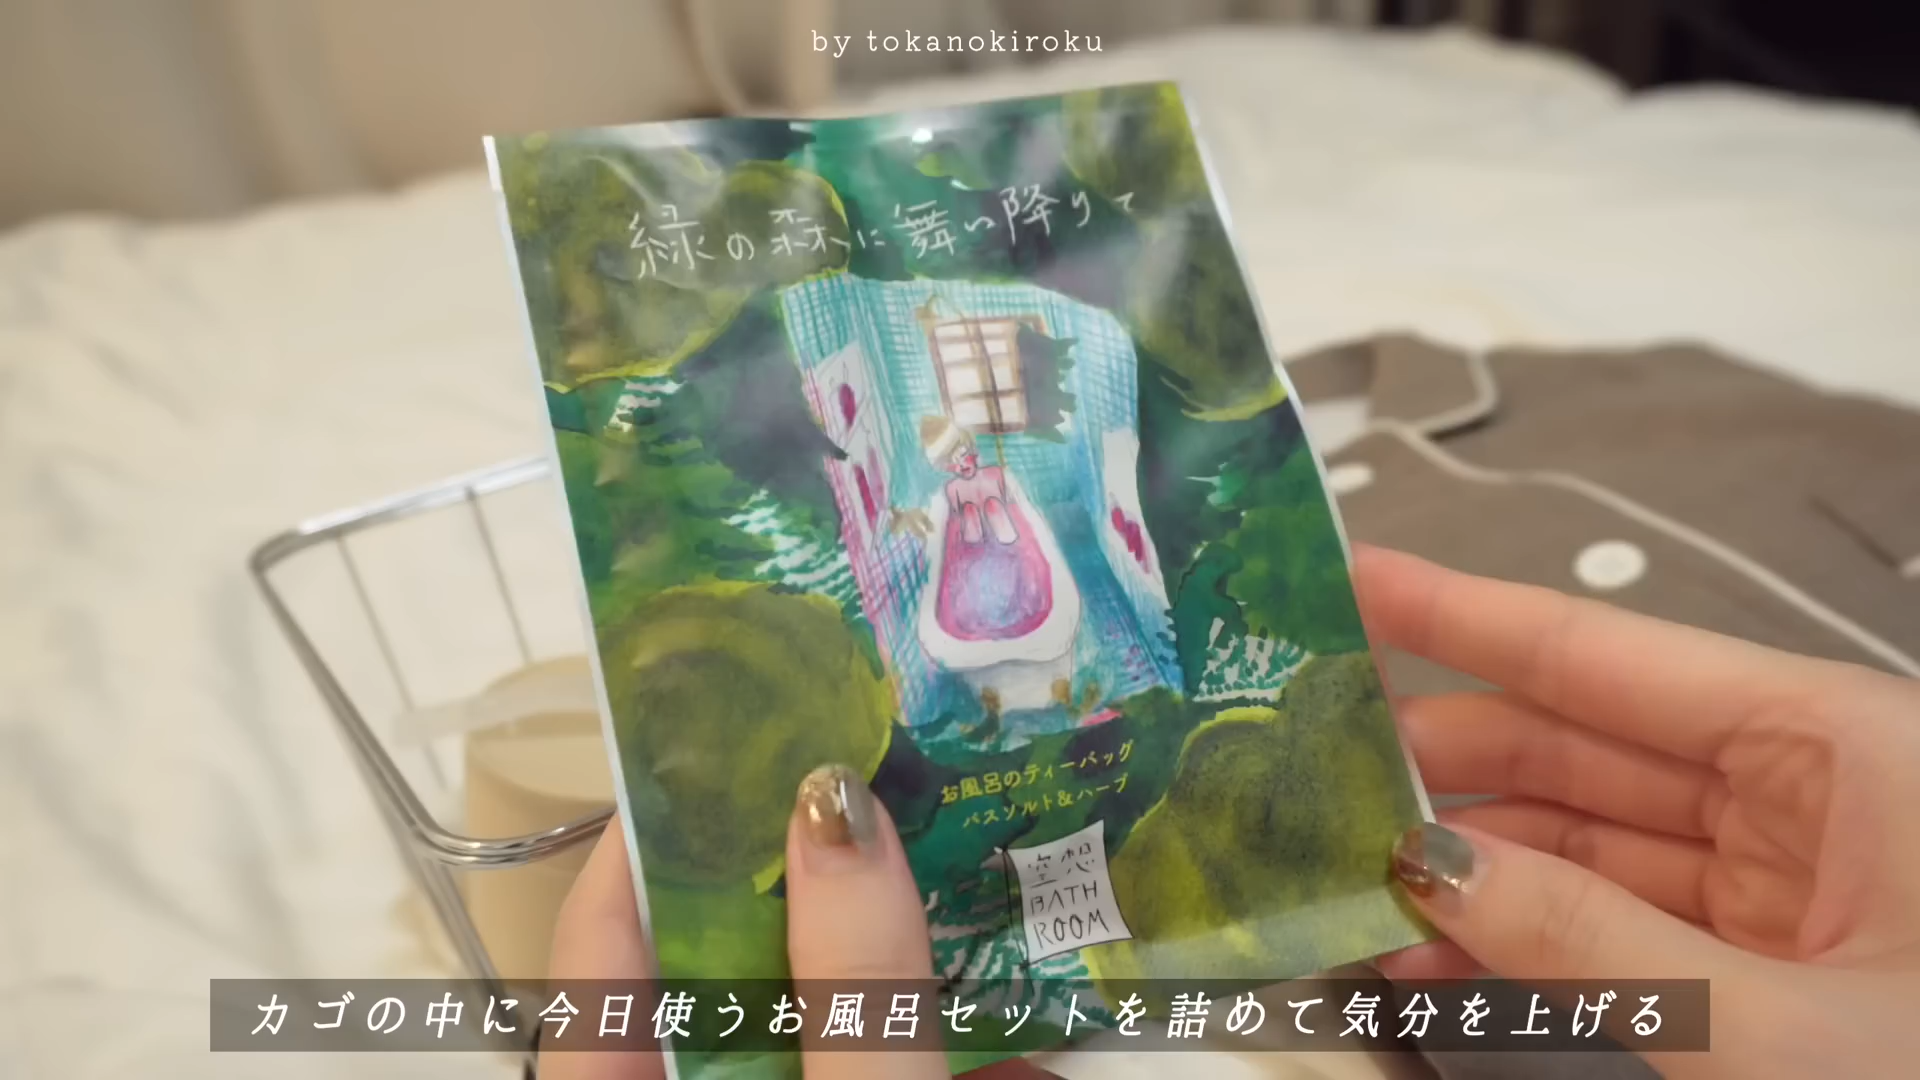 by tokanokiroku
緑の森に舞い降りて
お風呂のティーバッグ
バスソルト&ハーブ
空想
BATH
ROOM
カゴの中に今日使うお風呂セットを詰めて気分を上げる